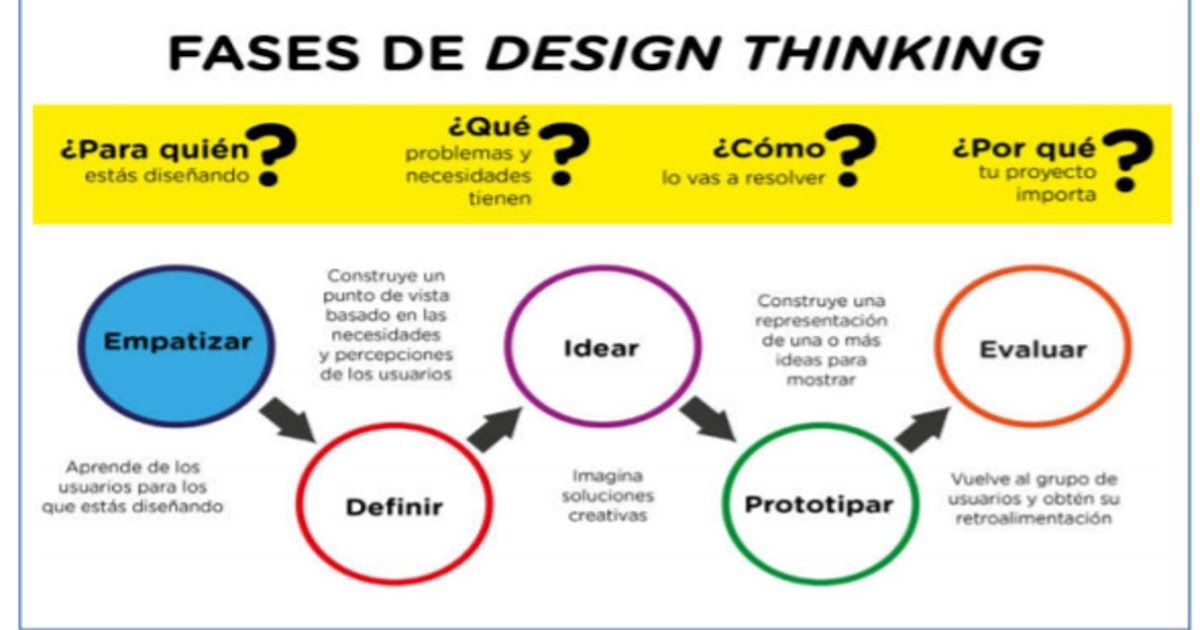 FASES DE DESIGN THINKING
¿Para quién?
estás diseñando
¿Qué?
problemas y
necesidades
tienen
¿Cómo?
lo vas a resolver
¿Por qué?
tu proyecto
importa
Empatizar
Aprende de los
usuarios para los
que estás diseñando
Construye un
punto de vista
basado en las
necesidades
y percepciones
de los usuarios
Definir
Idear
Imagina
soluciones
creativas
Construye una
representación
de una o más
ideas para
mostrar
Prototipar
Evaluar
Vuelve al grupo de
usuarios y obtén su
retroalimentación